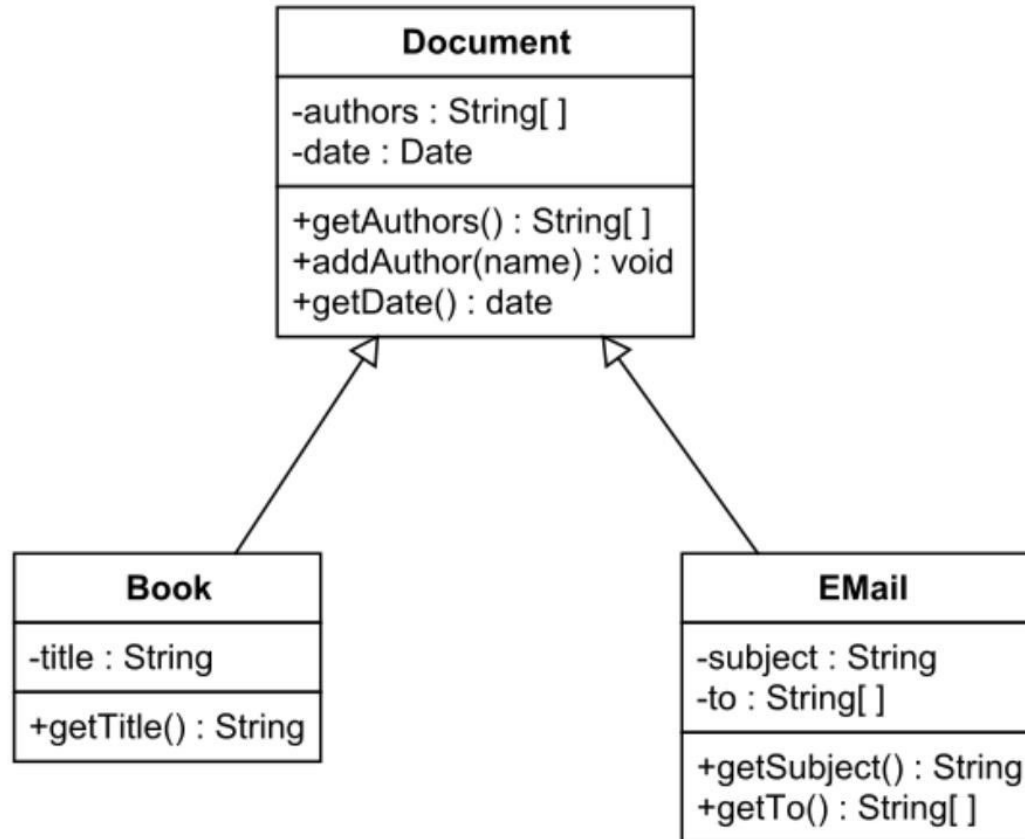 Document
-authors : String[ ]
-date : Date
+getAuthors() : String[ ]
+addAuthor(name) : void
+getDate() : date
Book
-title : String
+getTitle() : String
EMail
-subject : String
-to : String[ ]
+getSubject() : String
+getTo() : String[ ]